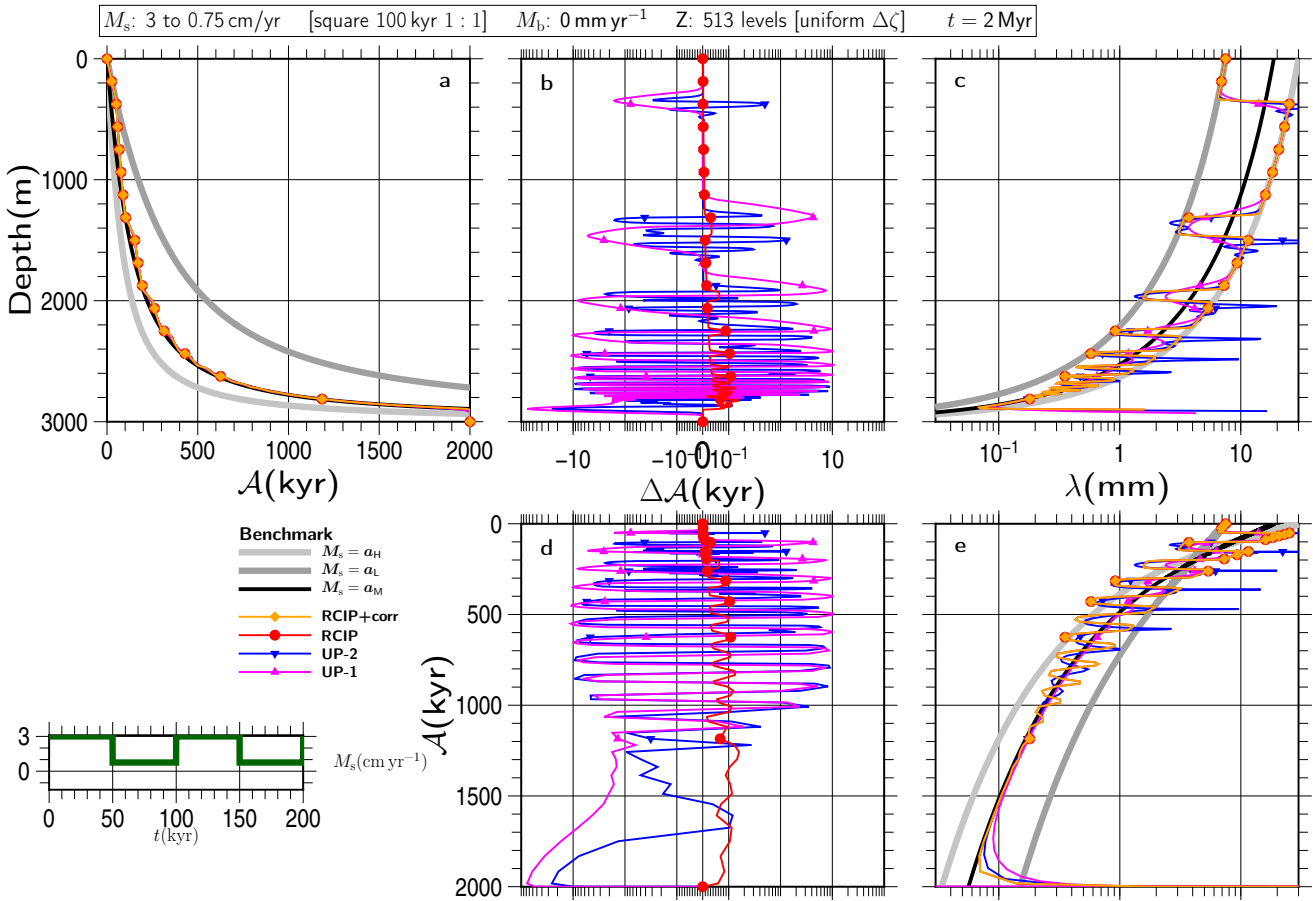 Mₛ: 3 to 0.75 cm/yr [square 100 kyr 1 : 1] M_b: 0 mm yr⁻¹ Z: 513 levels [uniform Δζ] t = 2 Myr
a b c
0
1000
2000
3000
Depth(m)
0 500 1000 1500 2000
𝒜(kyr)
−10 −10⁻¹ 0 10⁻¹ 10
Δ𝒜(kyr)
10⁻¹ 1 10
λ(mm)
Benchmark
Mₛ = a_H
Mₛ = a_L
Mₛ = a_M
RCIP+corr
RCIP
UP-2
UP-1
3
0
Mₛ(cm yr⁻¹)
0 50 100 150 200
t(kyr)
d e
0
500
1000
1500
2000
𝒜(kyr)